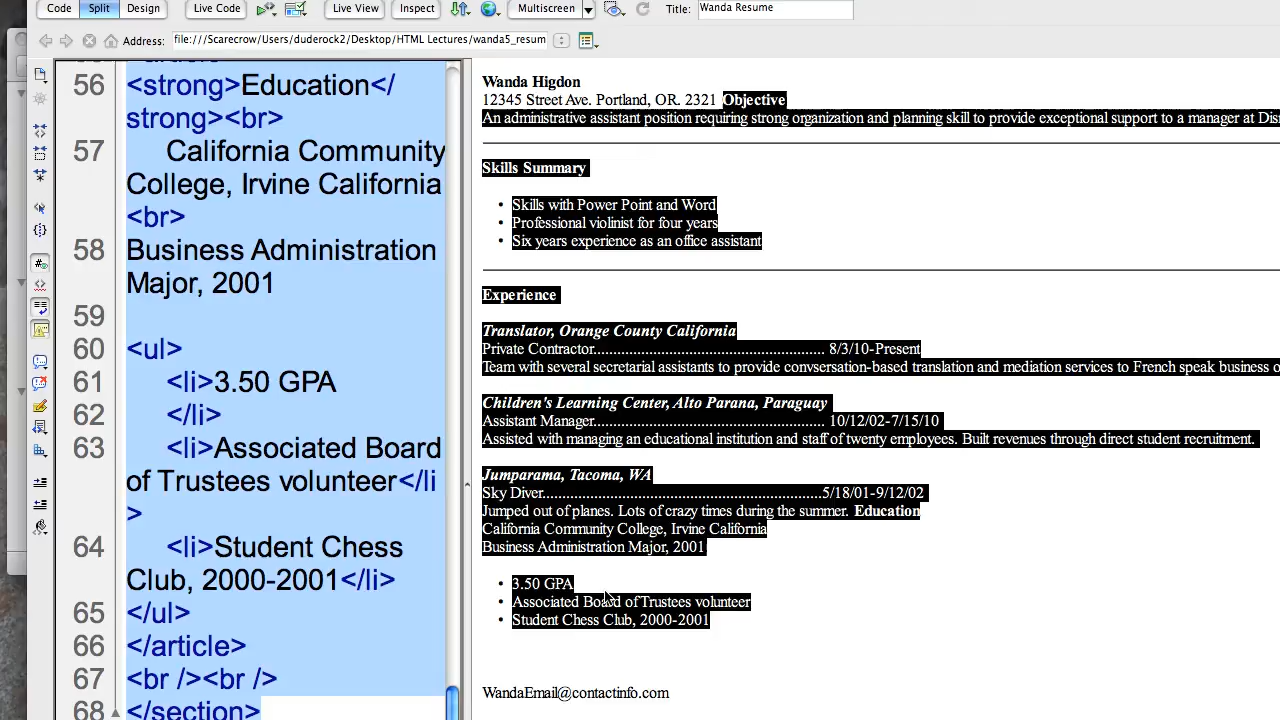 Code Split Design Live Code Live View Inspect Multiscreen Title: Wanda Resume
Address: file:///Scarecrow/Users/duderock2/Desktop/HTML Lectures/wanda5_resum
56 <strong>Education</
strong><br>
57 California Community
College, Irvine California
<br>
58 Business Administration
Major, 2001
59
60 <ul>
61 <li>3.50 GPA
62 </li>
63 <li>Associated Board
of Trustees volunteer</li
>
64 <li>Student Chess
Club, 2000-2001</li>
65 </ul>
66 </article>
67 <br /><br />
68 </section>
Wanda Higdon
12345 Street Ave. Portland, OR. 2321 Objective
An administrative assistant position requiring strong organization and planning skill to provide exceptional support to a manager at
Skills Summary
• Skills with Power Point and Word
• Professional violinist for four years
• Six years experience as an office assistant
Experience
Translator, Orange County California
Private Contractor................................................. 8/3/10-Present
Team with several secretarial assistants to provide convsersation-based translation and mediation services to French speak business
Children's Learning Center, Alto Parana, Paraguay
Assistant Manager.................................................. 10/12/02-7/15/10
Assisted with managing an educational institution and staff of twenty employees. Built revenues through direct student recruitment.
Jumparama, Tacoma, WA
Sky Diver...........................................................5/18/01-9/12/02
Jumped out of planes. Lots of crazy times during the summer. Education
California Community College, Irvine California
Business Administration Major, 2001
• 3.50 GPA
• Associated Board of Trustees volunteer
• Student Chess Club, 2000-2001
WandaEmail@contactinfo.com